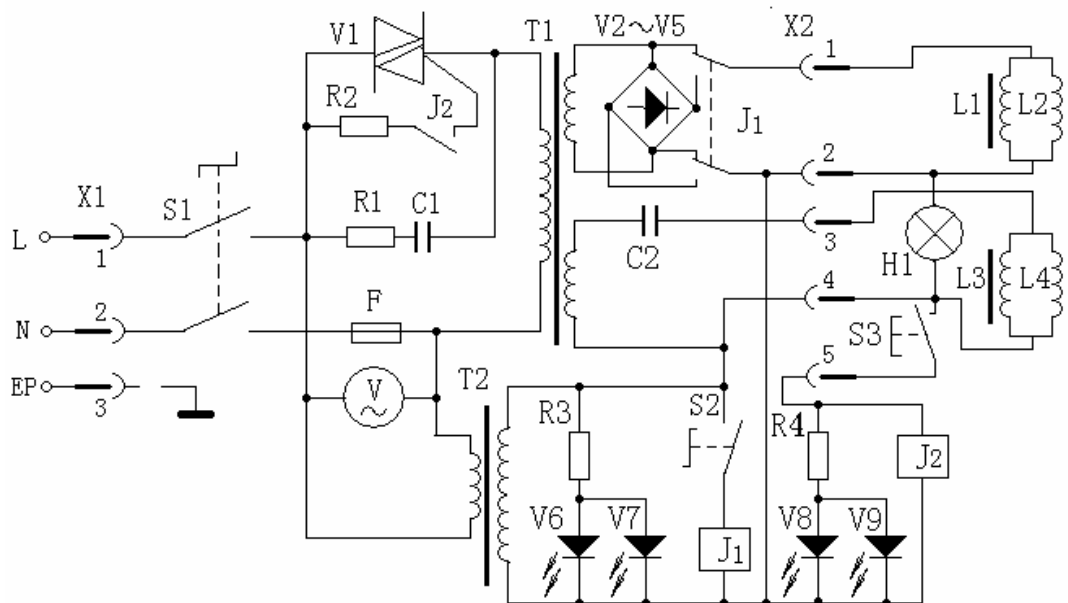 V1
T1
V2～V5
X2
1
R2
J2
J1
L1
L2
X1
S1
R1
C1
2
L
1
3
C2
H1
N
2
F
4
L3
L4
S3
EP
3
V
T2
5
R3
S2
R4
J2
V6
V7
J1
V8
V9